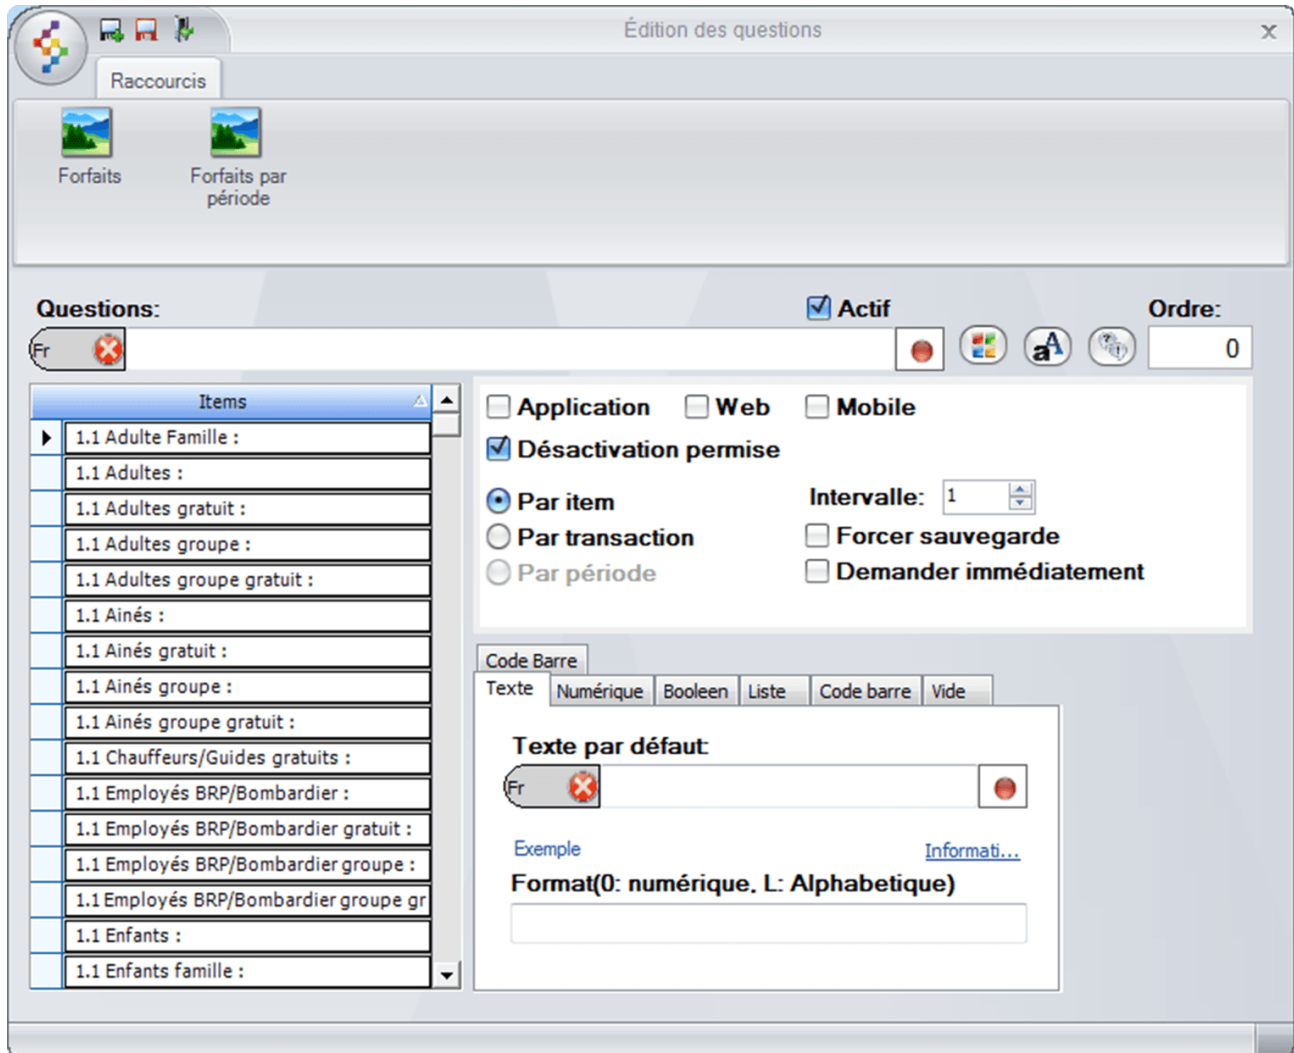 Édition des questions
Raccourcis
Forfaits
Forfaits par
période
Questions:
Actif
Ordre:
Fr
0
Items
1.1 Adulte Famille :
1.1 Adultes :
1.1 Adultes gratuit :
1.1 Adultes groupe :
1.1 Adultes groupe gratuit :
1.1 Ainés :
1.1 Ainés gratuit :
1.1 Ainés groupe :
1.1 Ainés groupe gratuit :
1.1 Chauffeurs/Guides gratuits :
1.1 Employés BRP/Bombardier :
1.1 Employés BRP/Bombardier gratuit :
1.1 Employés BRP/Bombardier groupe :
1.1 Employés BRP/Bombardier groupe gr
1.1 Enfants :
1.1 Enfants famille :
Application Web Mobile
Désactivation permise
Par item Intervalle: 1
Par transaction Forcer sauvegarde
Par période Demander immédiatement
Code Barre
Texte Numérique Booleen Liste Code barre Vide
Texte par défaut:
Fr
Exemple Informati...
Format(0: numérique, L: Alphabetique)